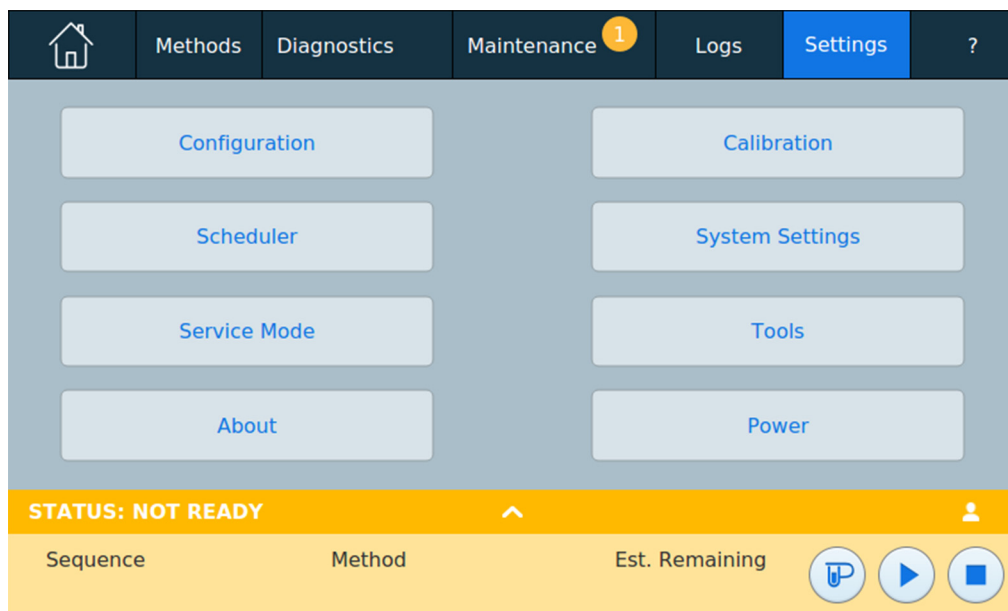 Methods Diagnostics Maintenance 1 Logs Settings ?
Configuration Calibration
Scheduler System Settings
Service Mode Tools
About Power
STATUS: NOT READY
Sequence Method Est. Remaining